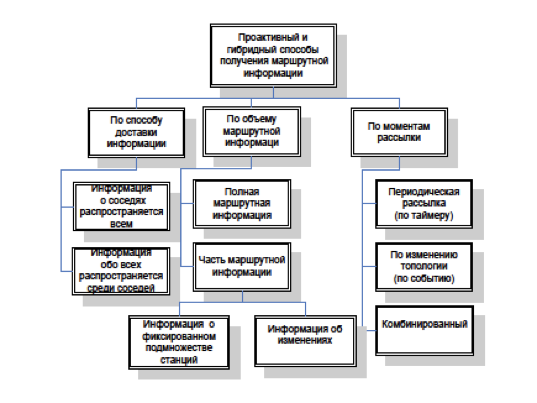 Проактивный и
гибридный способы
получения маршрутной
информации
По способу
доставки
информации
По объему
маршрутной
информаци
По моментам
рассылки
Информация
о соседях
распространяется
всем
Информация
обо всех
распространяется
среди соседей
Полная
маршрутная
информация
Часть маршрутной
информации
Информация о
фиксированном
подмножестве
станций
Информация об
изменениях
Периодическая
рассылка
(по таймеру)
По изменению
топологии
(по событию)
Комбинированный